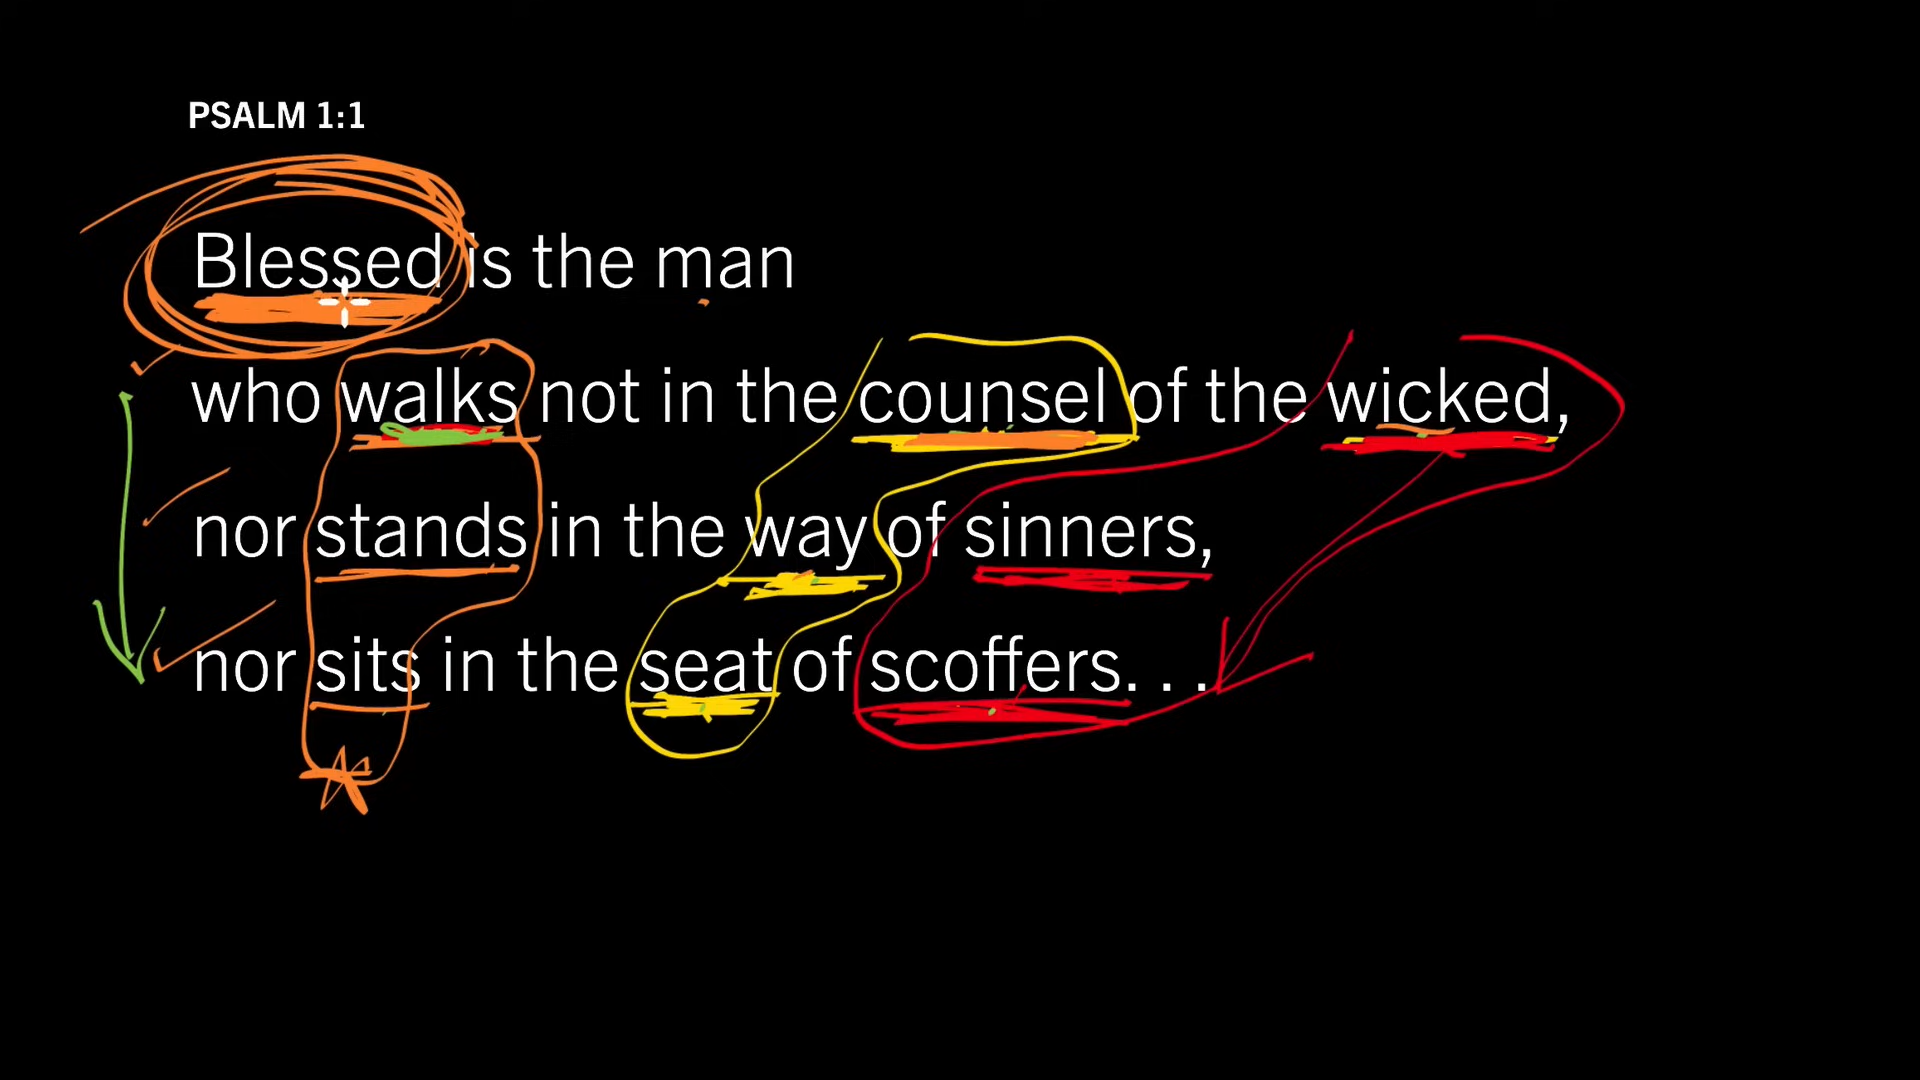 PSALM 1:1
Blessed is the man
who walks not in the counsel of the wicked,
nor stands in the way of sinners,
nor sits in the seat of scoffers. . .